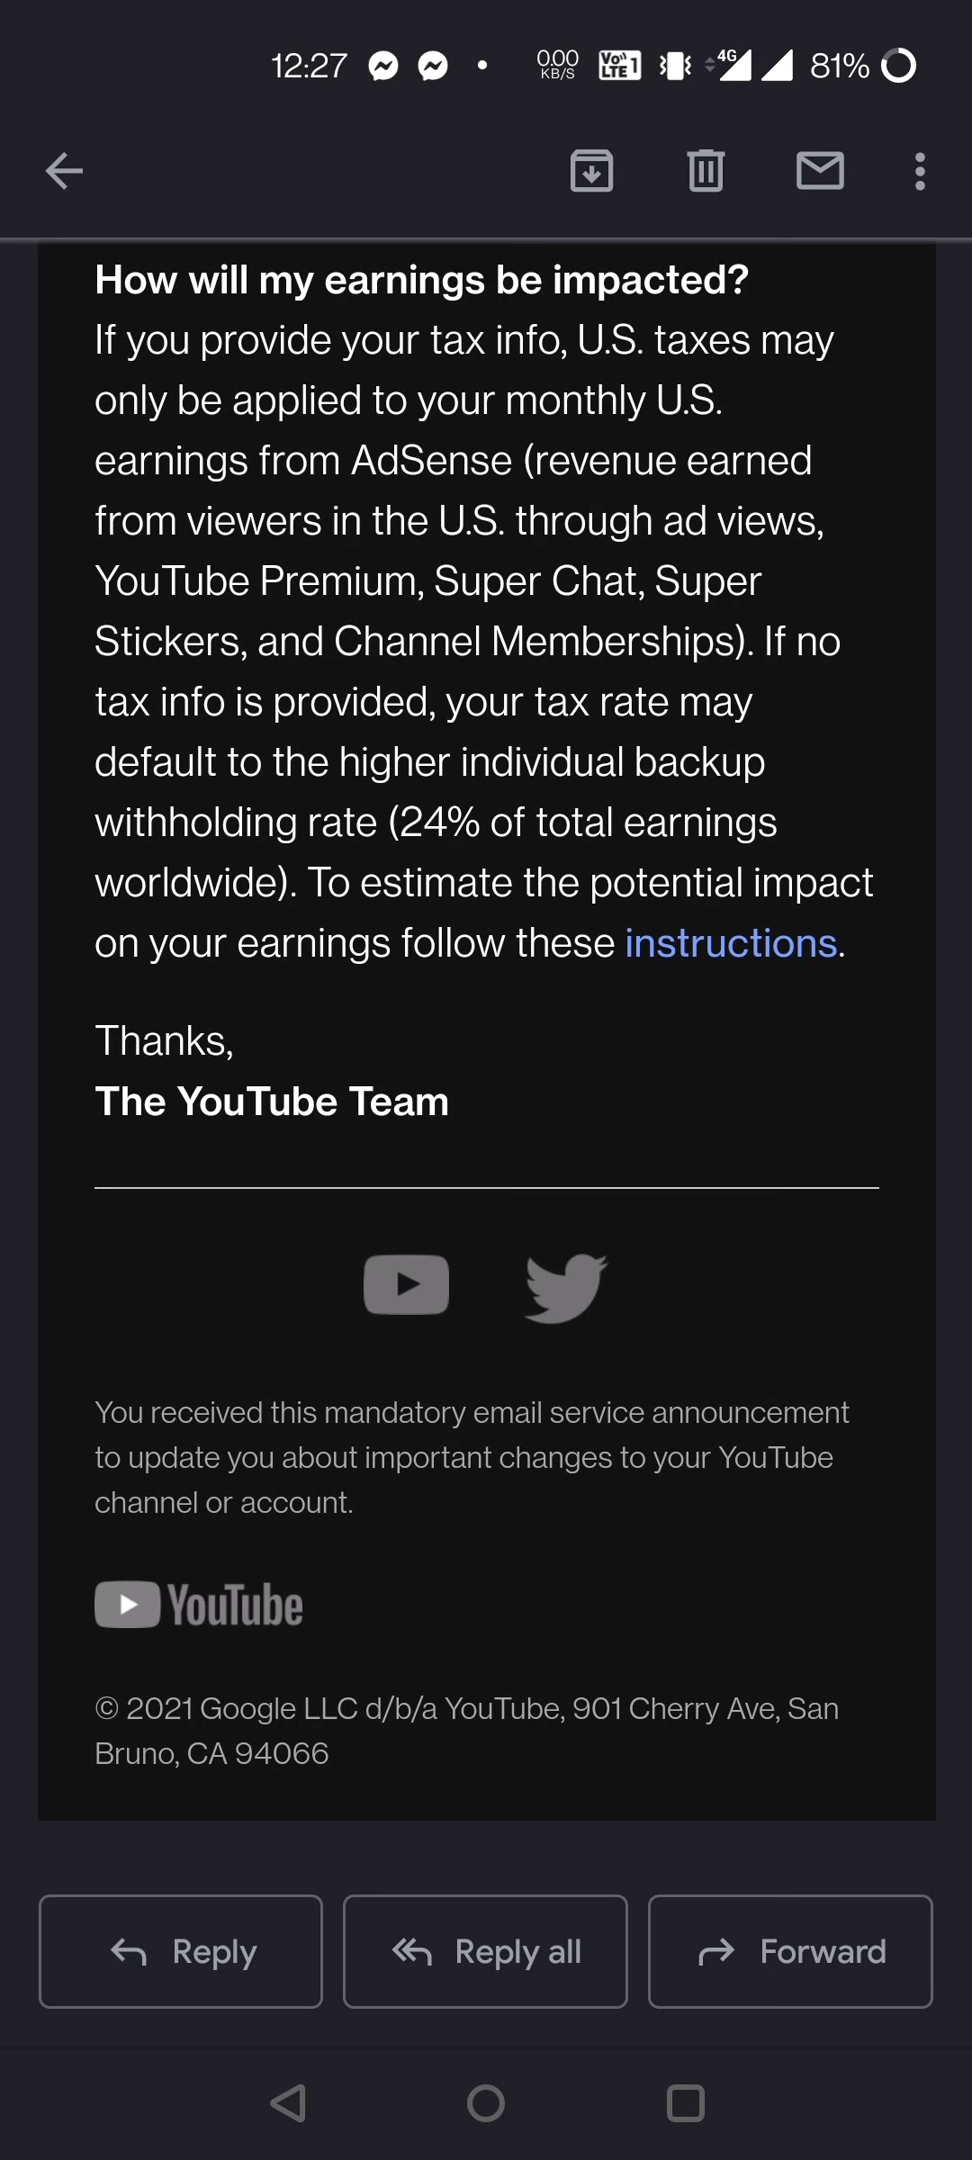 12:27
0.00
KB/S
Vo 1
LTE
4G
81%
How will my earnings be impacted?
If you provide your tax info, U.S. taxes may
only be applied to your monthly U.S.
earnings from AdSense (revenue earned
from viewers in the U.S. through ad views,
YouTube Premium, Super Chat, Super
Stickers, and Channel Memberships). If no
tax info is provided, your tax rate may
default to the higher individual backup
withholding rate (24% of total earnings
worldwide). To estimate the potential impact
on your earnings follow these instructions.
Thanks,
The YouTube Team
You received this mandatory email service announcement
to update you about important changes to your YouTube
channel or account.
YouTube
© 2021 Google LLC d/b/a YouTube, 901 Cherry Ave, San
Bruno, CA 94066
Reply
Reply all
Forward